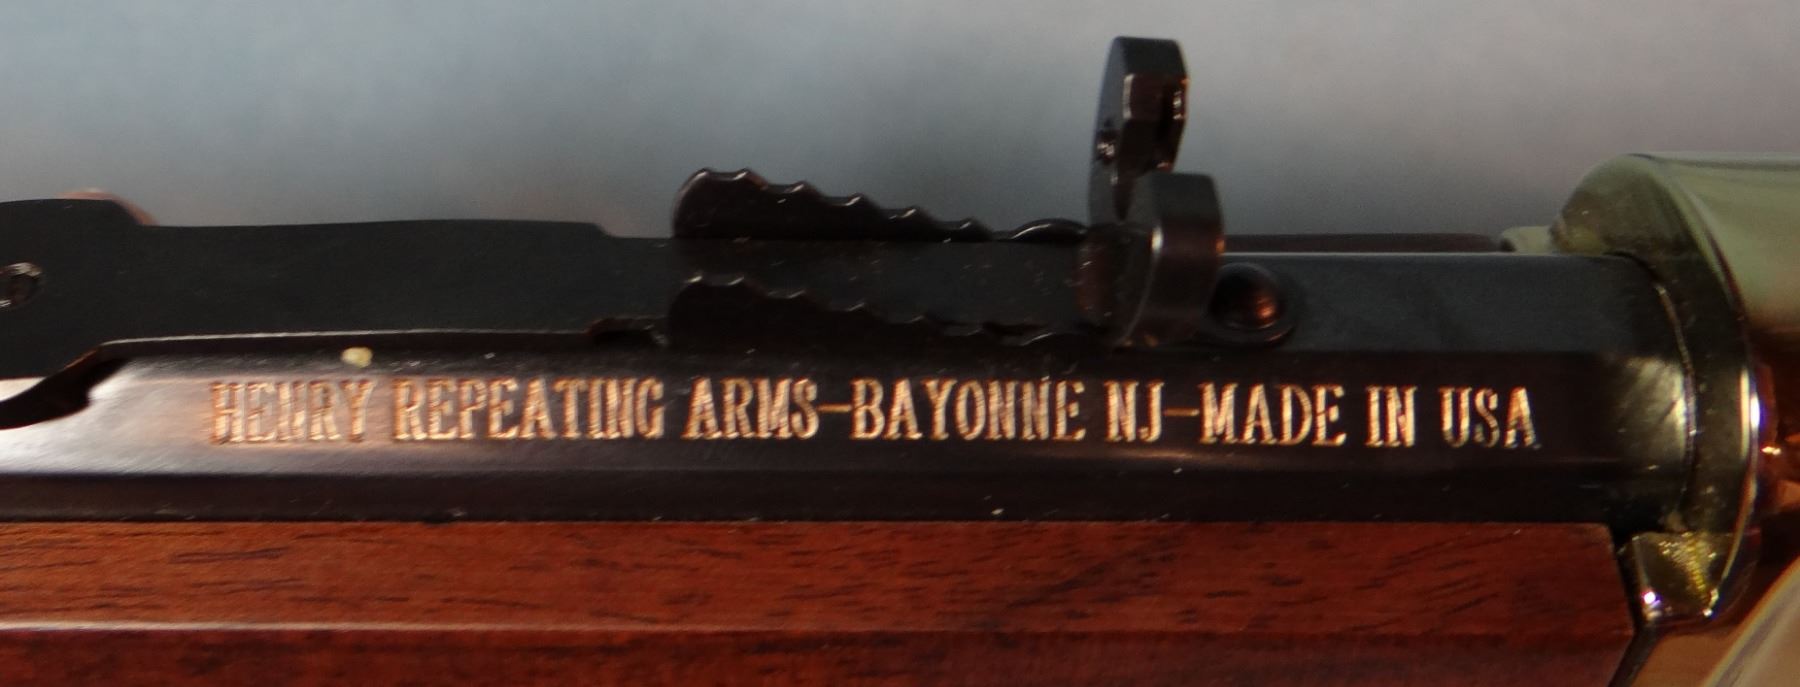 HENRY REPEATING ARMS-BAYONNE NJ-MADE IN USA